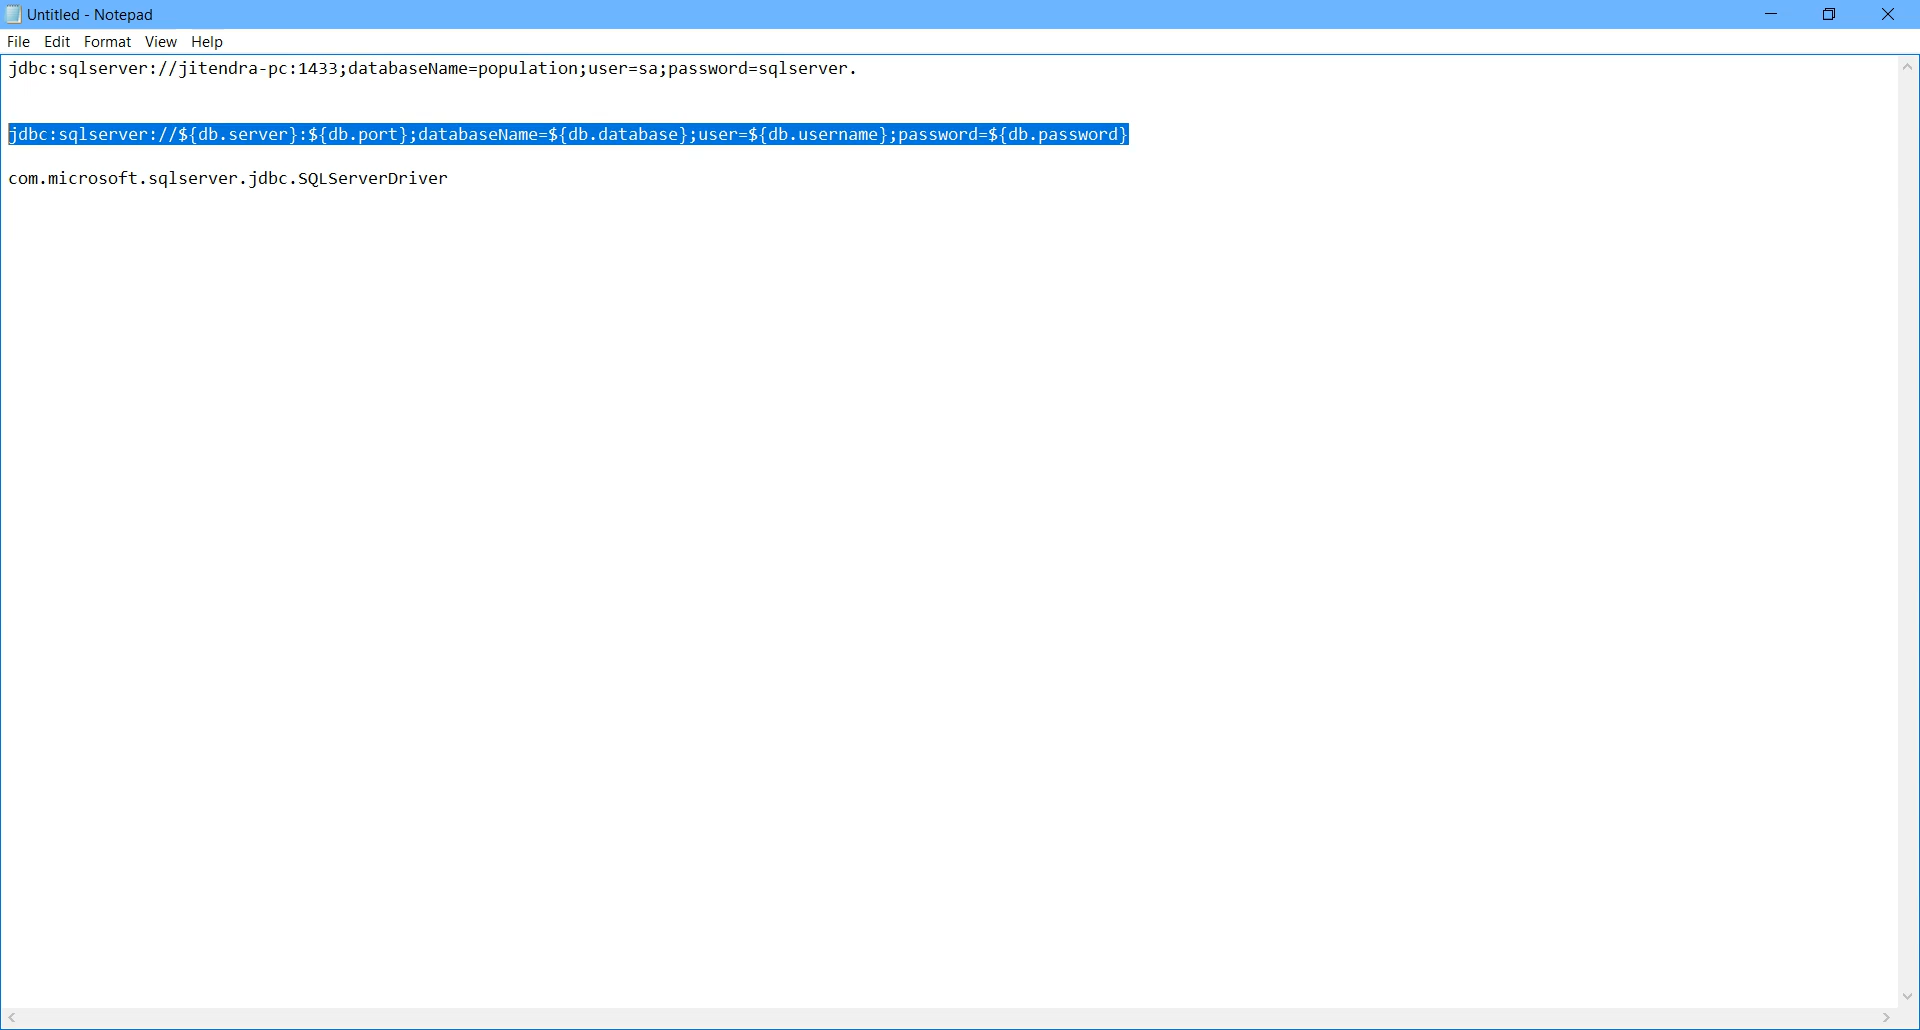 Untitled - Notepad
File Edit Format View Help
jdbc:sqlserver://jitendra-pc:1433;databaseName=population;user=sa;password=sqlserver.
jdbc:sqlserver://${db.server}:${db.port};databaseName=${db.database};user=${db.username};password=${db.password}
com.microsoft.sqlserver.jdbc.SQLServerDriver